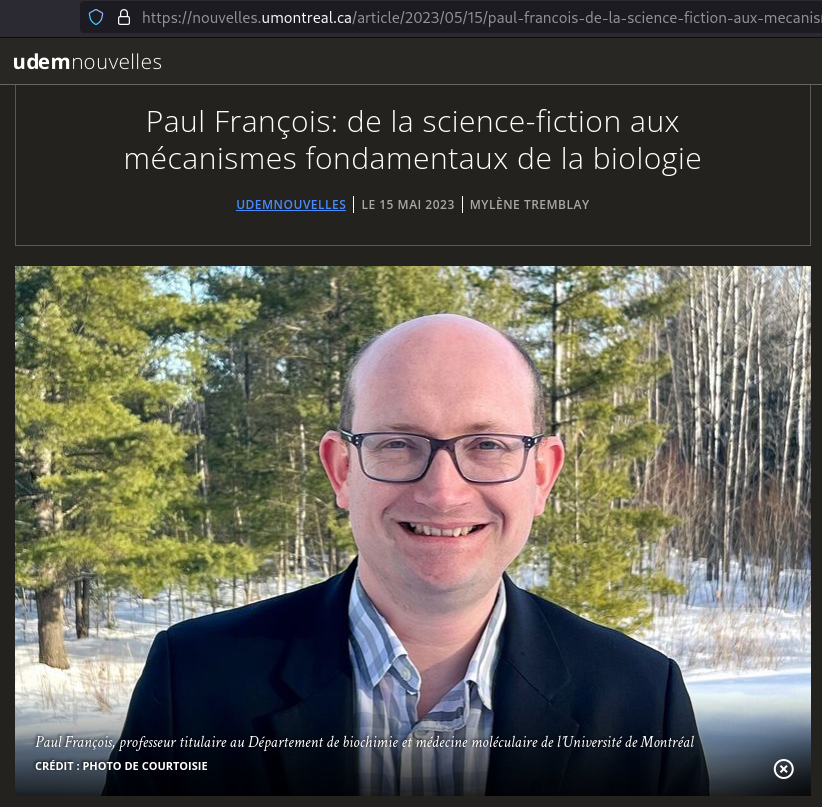 https://nouvelles.umontreal.ca/article/2023/05/15/paul-francois-de-la-science-fiction-aux-mecanis
udemnouvelles
Paul François: de la science-fiction aux
mécanismes fondamentaux de la biologie
UDEMNOUVELLES | LE 15 MAI 2023 | MYLÈNE TREMBLAY
Paul François, professeur titulaire au Département de biochimie et médecine moléculaire de l'Université de Montréal
CRÉDIT : PHOTO DE COURTOISIE